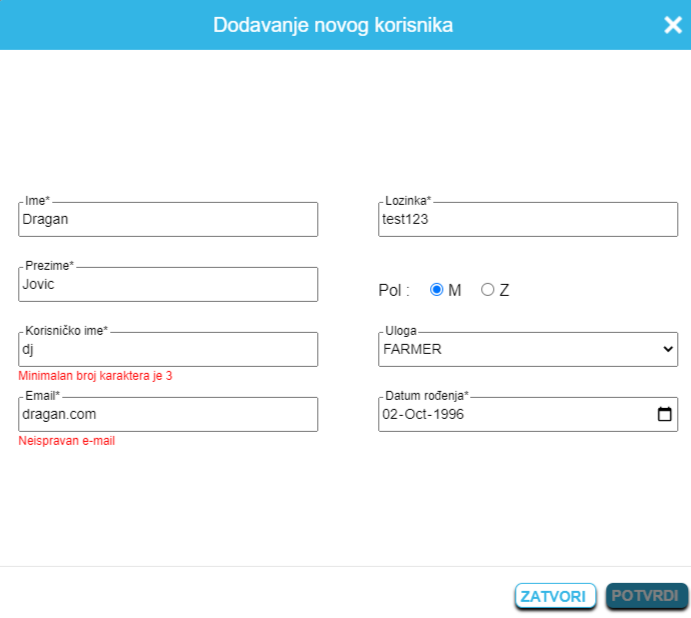 Dodavanje novog korisnika
Ime*
Dragan
Lozinka*
test123
Prezime*
Jovic
Pol : M Z
Korisničko ime*
dj
Minimalan broj karaktera je 3
Uloga
FARMER
Email*
dragan.com
Neispravan e-mail
Datum rođenja*
02-Oct-1996
ZATVORI
POTVRDI